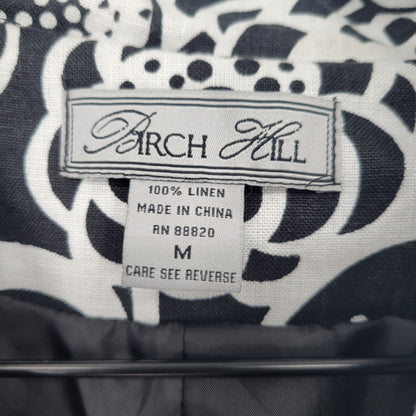 BIRCH HILL
100% LINEN
MADE IN CHINA
RN 88820
M
CARE SEE REVERSE